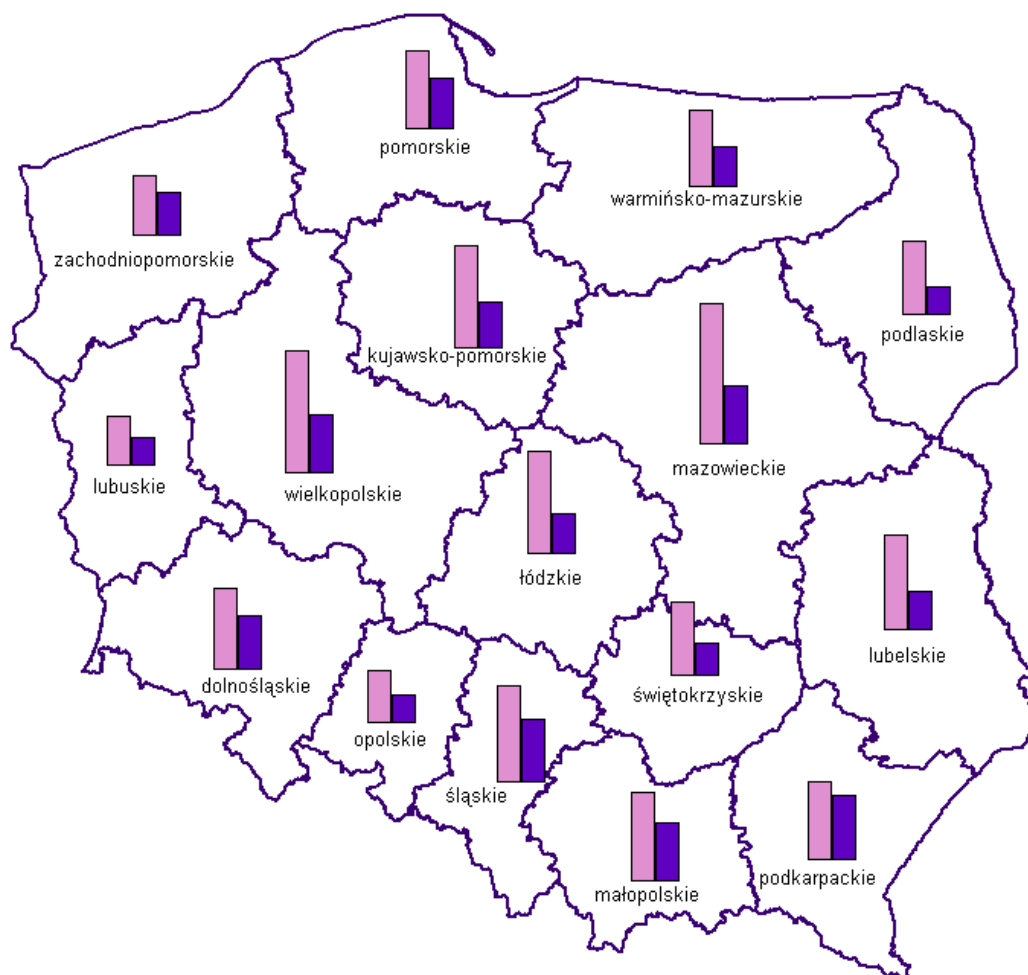 pomorskie
warmińsko-mazurskie
zachodniopomorskie
podlaskie
kujawsko-pomorskie
mazowieckie
lubuskie
wielkopolskie
łódzkie
lubelskie
dolnośląskie
świętokrzyskie
opolskie
śląskie
podkarpackie
małopolskie